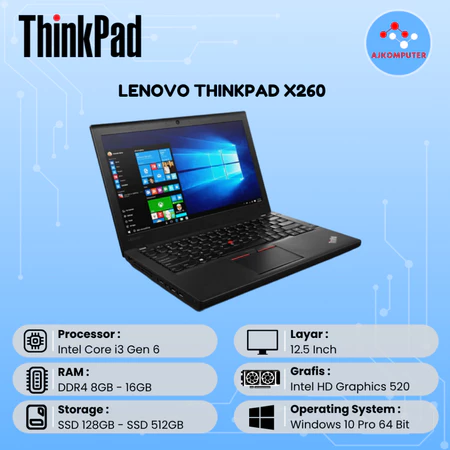 ThinkPad
AJKOMPUTER
LENOVO THINKPAD X260
Processor :
Intel Core i3 Gen 6
RAM :
DDR4 8GB - 16GB
Storage :
SSD 128GB - SSD 512GB
Layar :
12.5 Inch
Grafis :
Intel HD Graphics 520
Operating System :
Windows 10 Pro 64 Bit